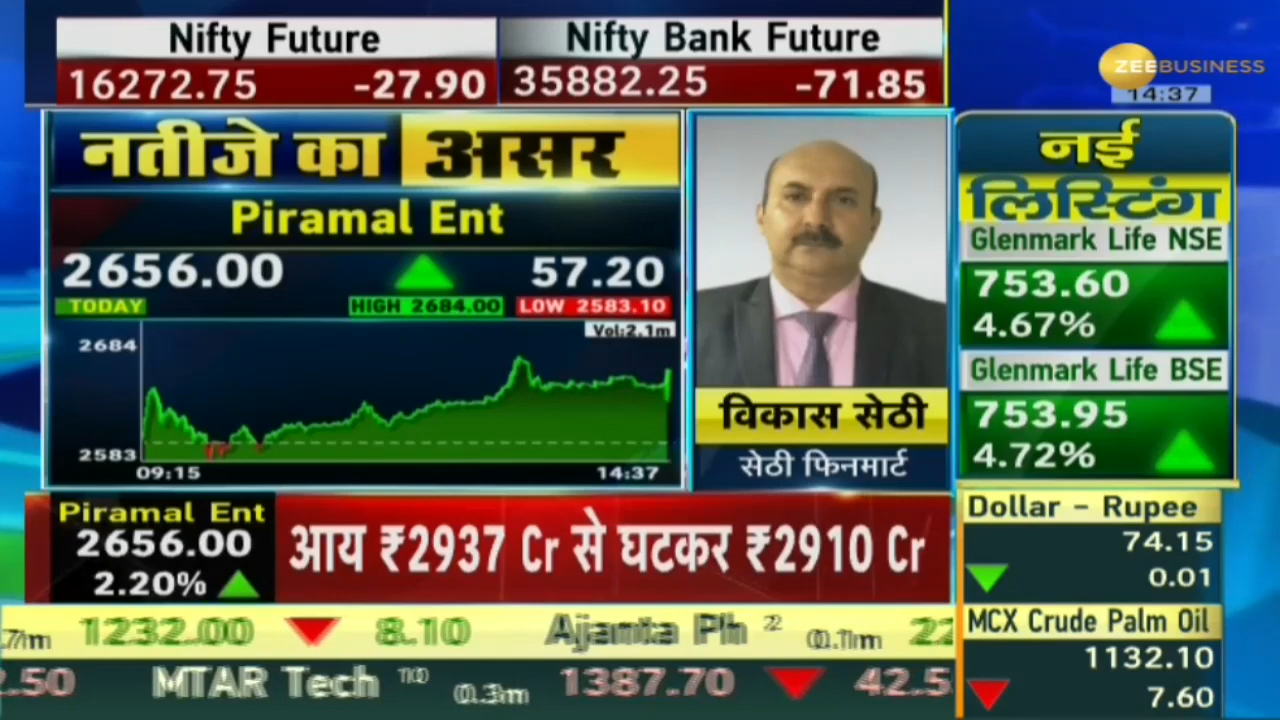 Nifty Future
16272.75 -27.90
Nifty Bank Future
35882.25 -71.85
ZEEBUSINESS
14:37
नतीजे का असर
Piramal Ent
2656.00 57.20
TODAY HIGH 2684.00 LOW 2583.10
Vol:2.1m
2684
2583
09:15 14:37
विकास सेठी
सेठी फिनमार्ट
नई
लिस्टिंग
Glenmark Life NSE
753.60
4.67%
Glenmark Life BSE
753.95
4.72%
Piramal Ent
2656.00
2.20%
आय ₹2937 Cr से घटकर ₹2910 Cr
Dollar - Rupee
74.15
0.01
MCX Crude Palm Oil
1132.10
7.60
1232.00 8.10 Ajanta Ph 0.1m
MTAR Tech 0.3m 1387.70 42.5